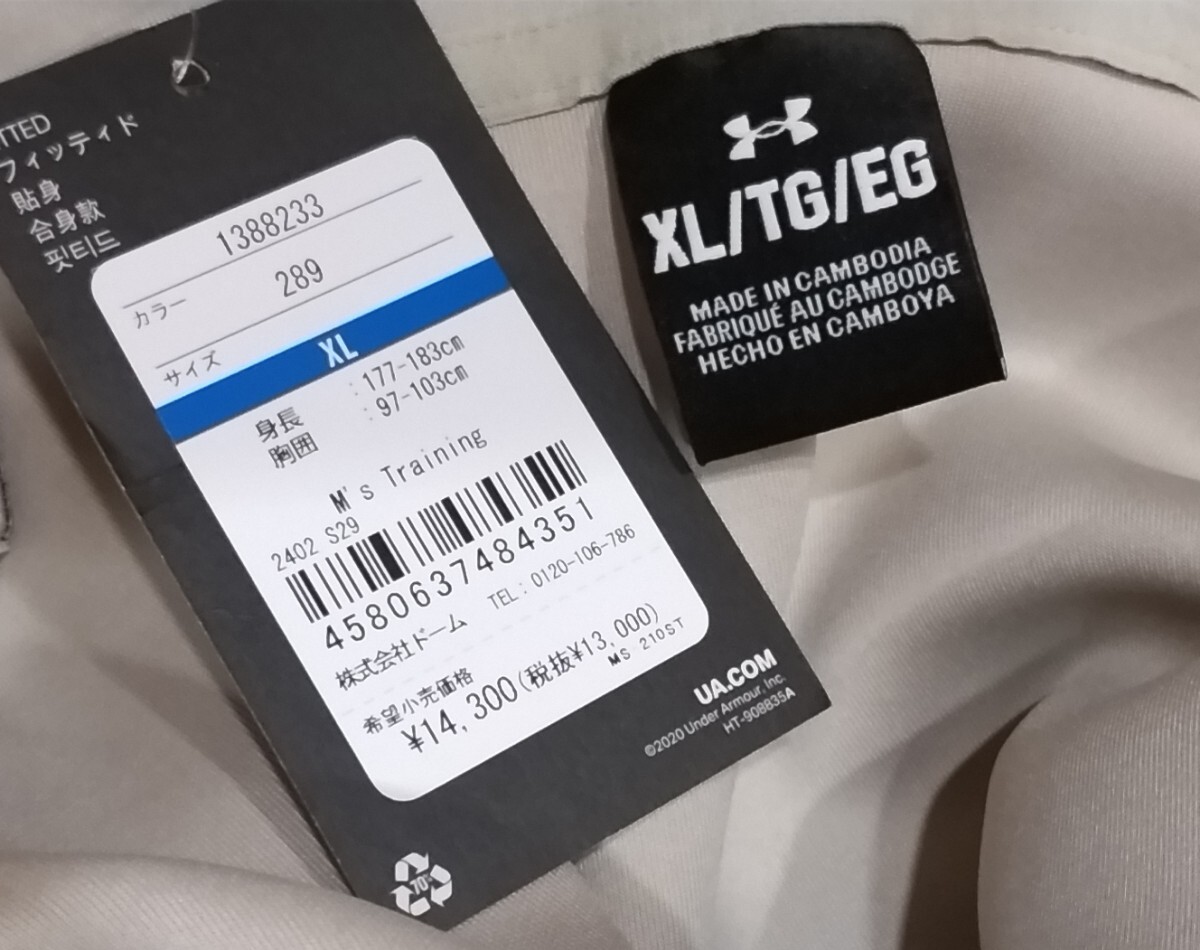 TTED
フィッティド
貼身
合身款
핏티드
1388233
カラー 289
サイズ XL
身長 : 177-183cm
胸囲 : 97-103cm
M's Training
2402 S29
4580637484351
株式会社ドーム TEL: 0120-106-786
希望小売価格
¥14,300(税抜¥13,000)
MS 210ST
UA.COM
©2020 Under Armour, Inc.
HT-908835A
70%
XL/TG/EG
MADE IN CAMBODIA
FABRIQUÉ AU CAMBODGE
HECHO EN CAMBOYA